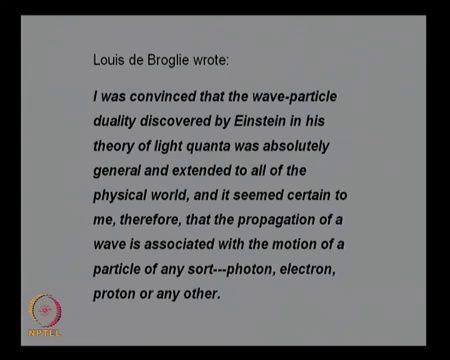 Louis de Broglie wrote:
I was convinced that the wave-particle
duality discovered by Einstein in his
theory of light quanta was absolutely
general and extended to all of the
physical world, and it seemed certain to
me, therefore, that the propagation of a
wave is associated with the motion of a
particle of any sort---photon, electron,
proton or any other.
NPTEL